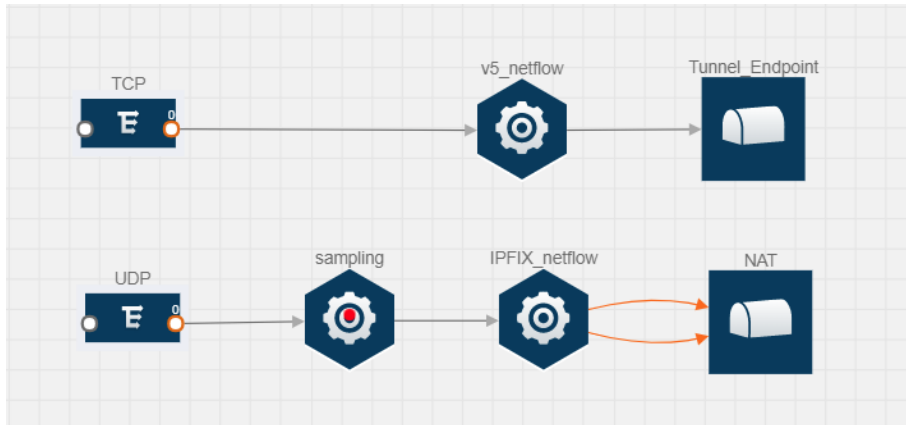 TCP
0
v5_netflow
Tunnel_Endpoint
UDP
0
sampling
IPFIX_netflow
NAT